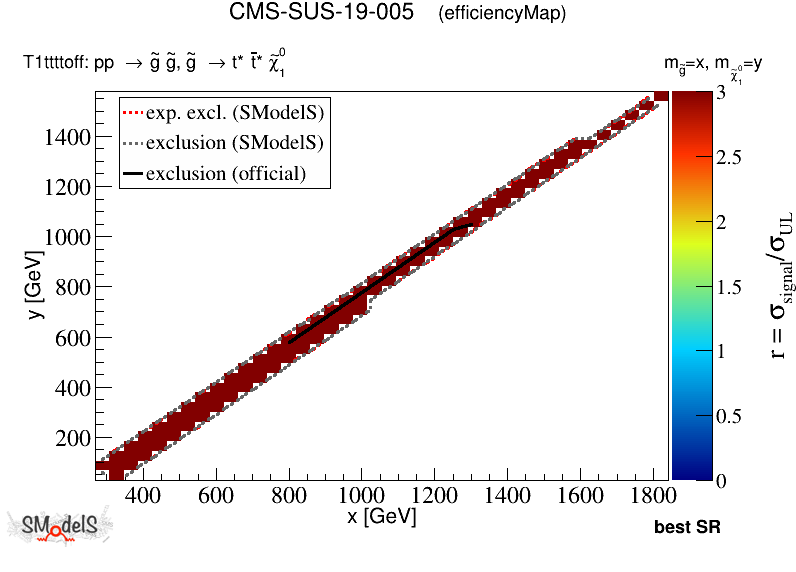 CMS-SUS-19-005 (efficiencyMap)
T1ttttoff: pp → g̃ g̃, g̃ → t* t̄* χ̃⁰₁
m_g̃=x, m_χ̃⁰₁=y
exp. excl. (SModelS)
exclusion (SModelS)
exclusion (official)
1400
1200
1000
800
600
400
200
y [GeV]
400 600 800 1000 1200 1400 1600 1800
x [GeV]
3
2.5
2
1.5
1
0.5
0
r = σ_signal/σ_UL
SModelS
best SR